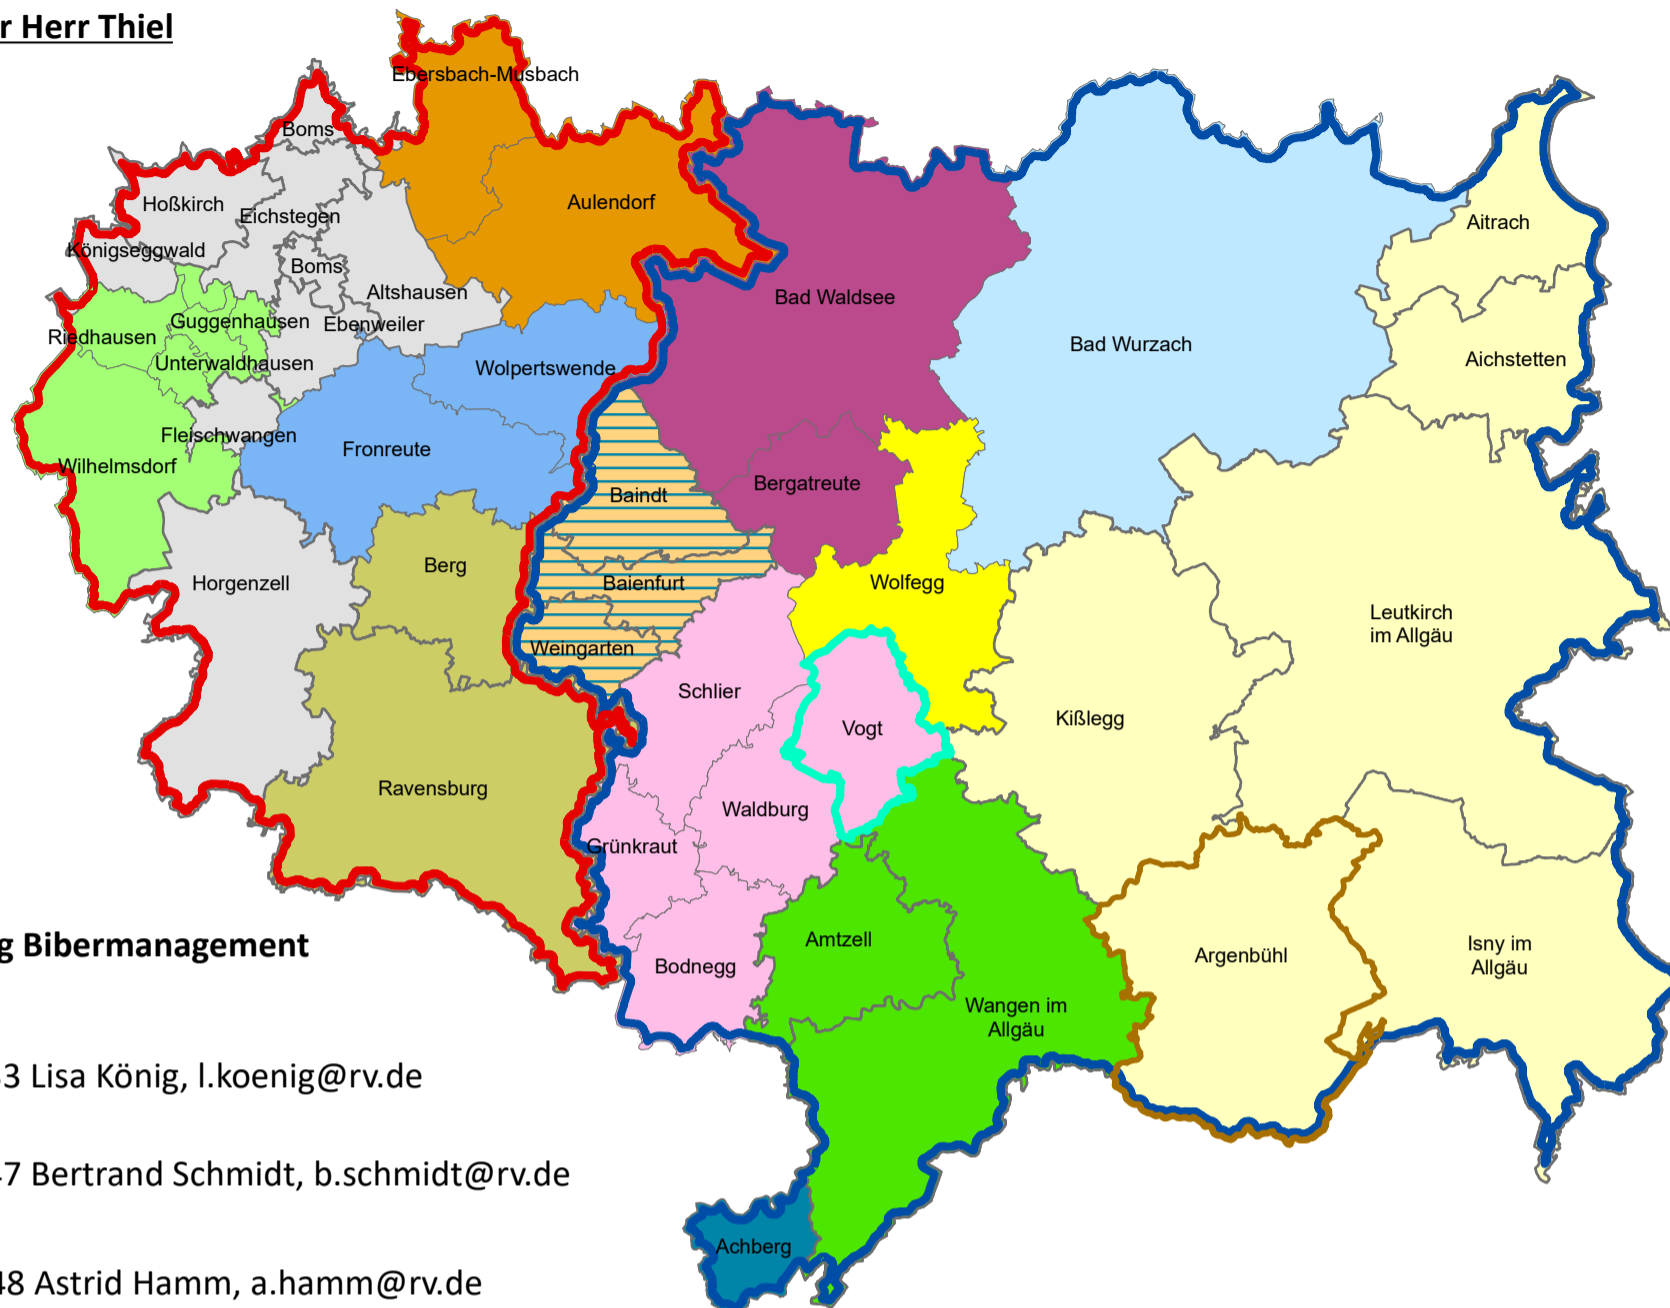 r Herr Thiel
Ebersbach-Musbach
Boms
Hoßkirch
Eichstegen
Aulendorf
Königseggwald
Boms
Altshausen
Guggenhausen
Ebenweiler
Riedhausen
Unterwaldhausen
Wolpertswende
Fleischwangen
Fronreute
Wilhelmsdorf
Horgenzell
Berg
Ravensburg
Bad Waldsee
Bergatreute
Baindt
Baienfurt
Weingarten
Wolfegg
Schlier
Vogt
Waldburg
Grünkraut
Bodnegg
Amtzell
Wangen im
Allgäu
Achberg
Bad Wurzach
Aitrach
Aichstetten
Leutkirch
im Allgäu
Kißlegg
Argenbühl
Isny im
Allgäu
g Bibermanagement
3 Lisa König, l.koenig@rv.de
47 Bertrand Schmidt, b.schmidt@rv.de
48 Astrid Hamm, a.hamm@rv.de